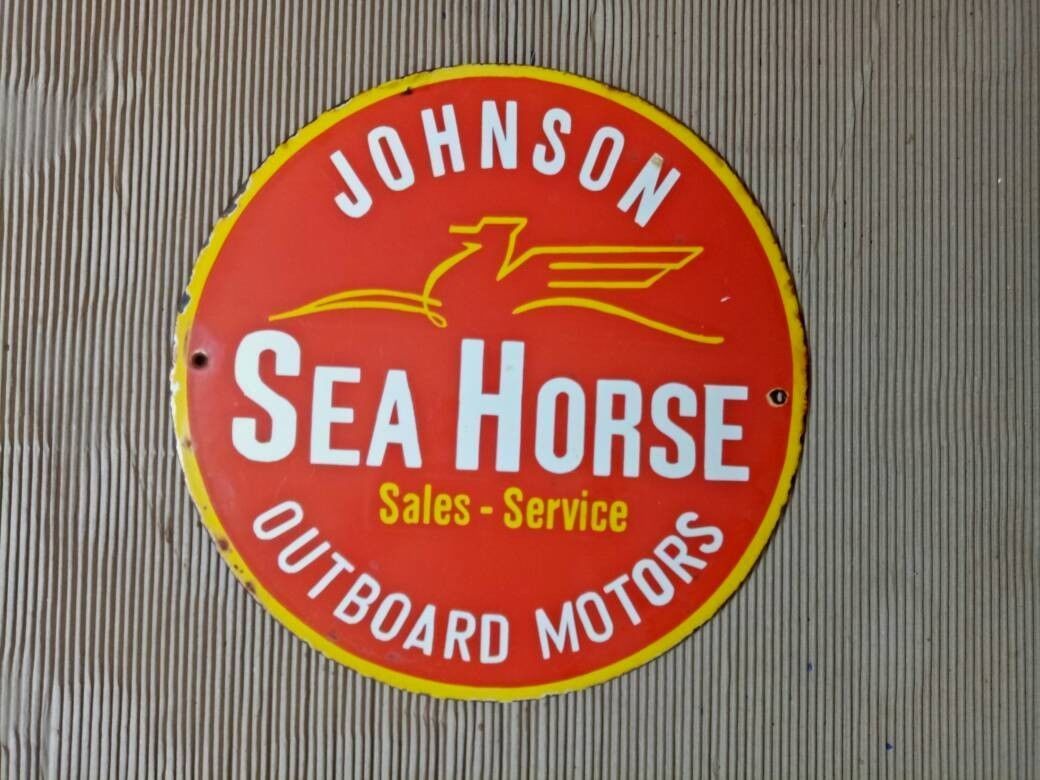 JOHNSON
SEA HORSE
Sales - Service
OUTBOARD MOTORS